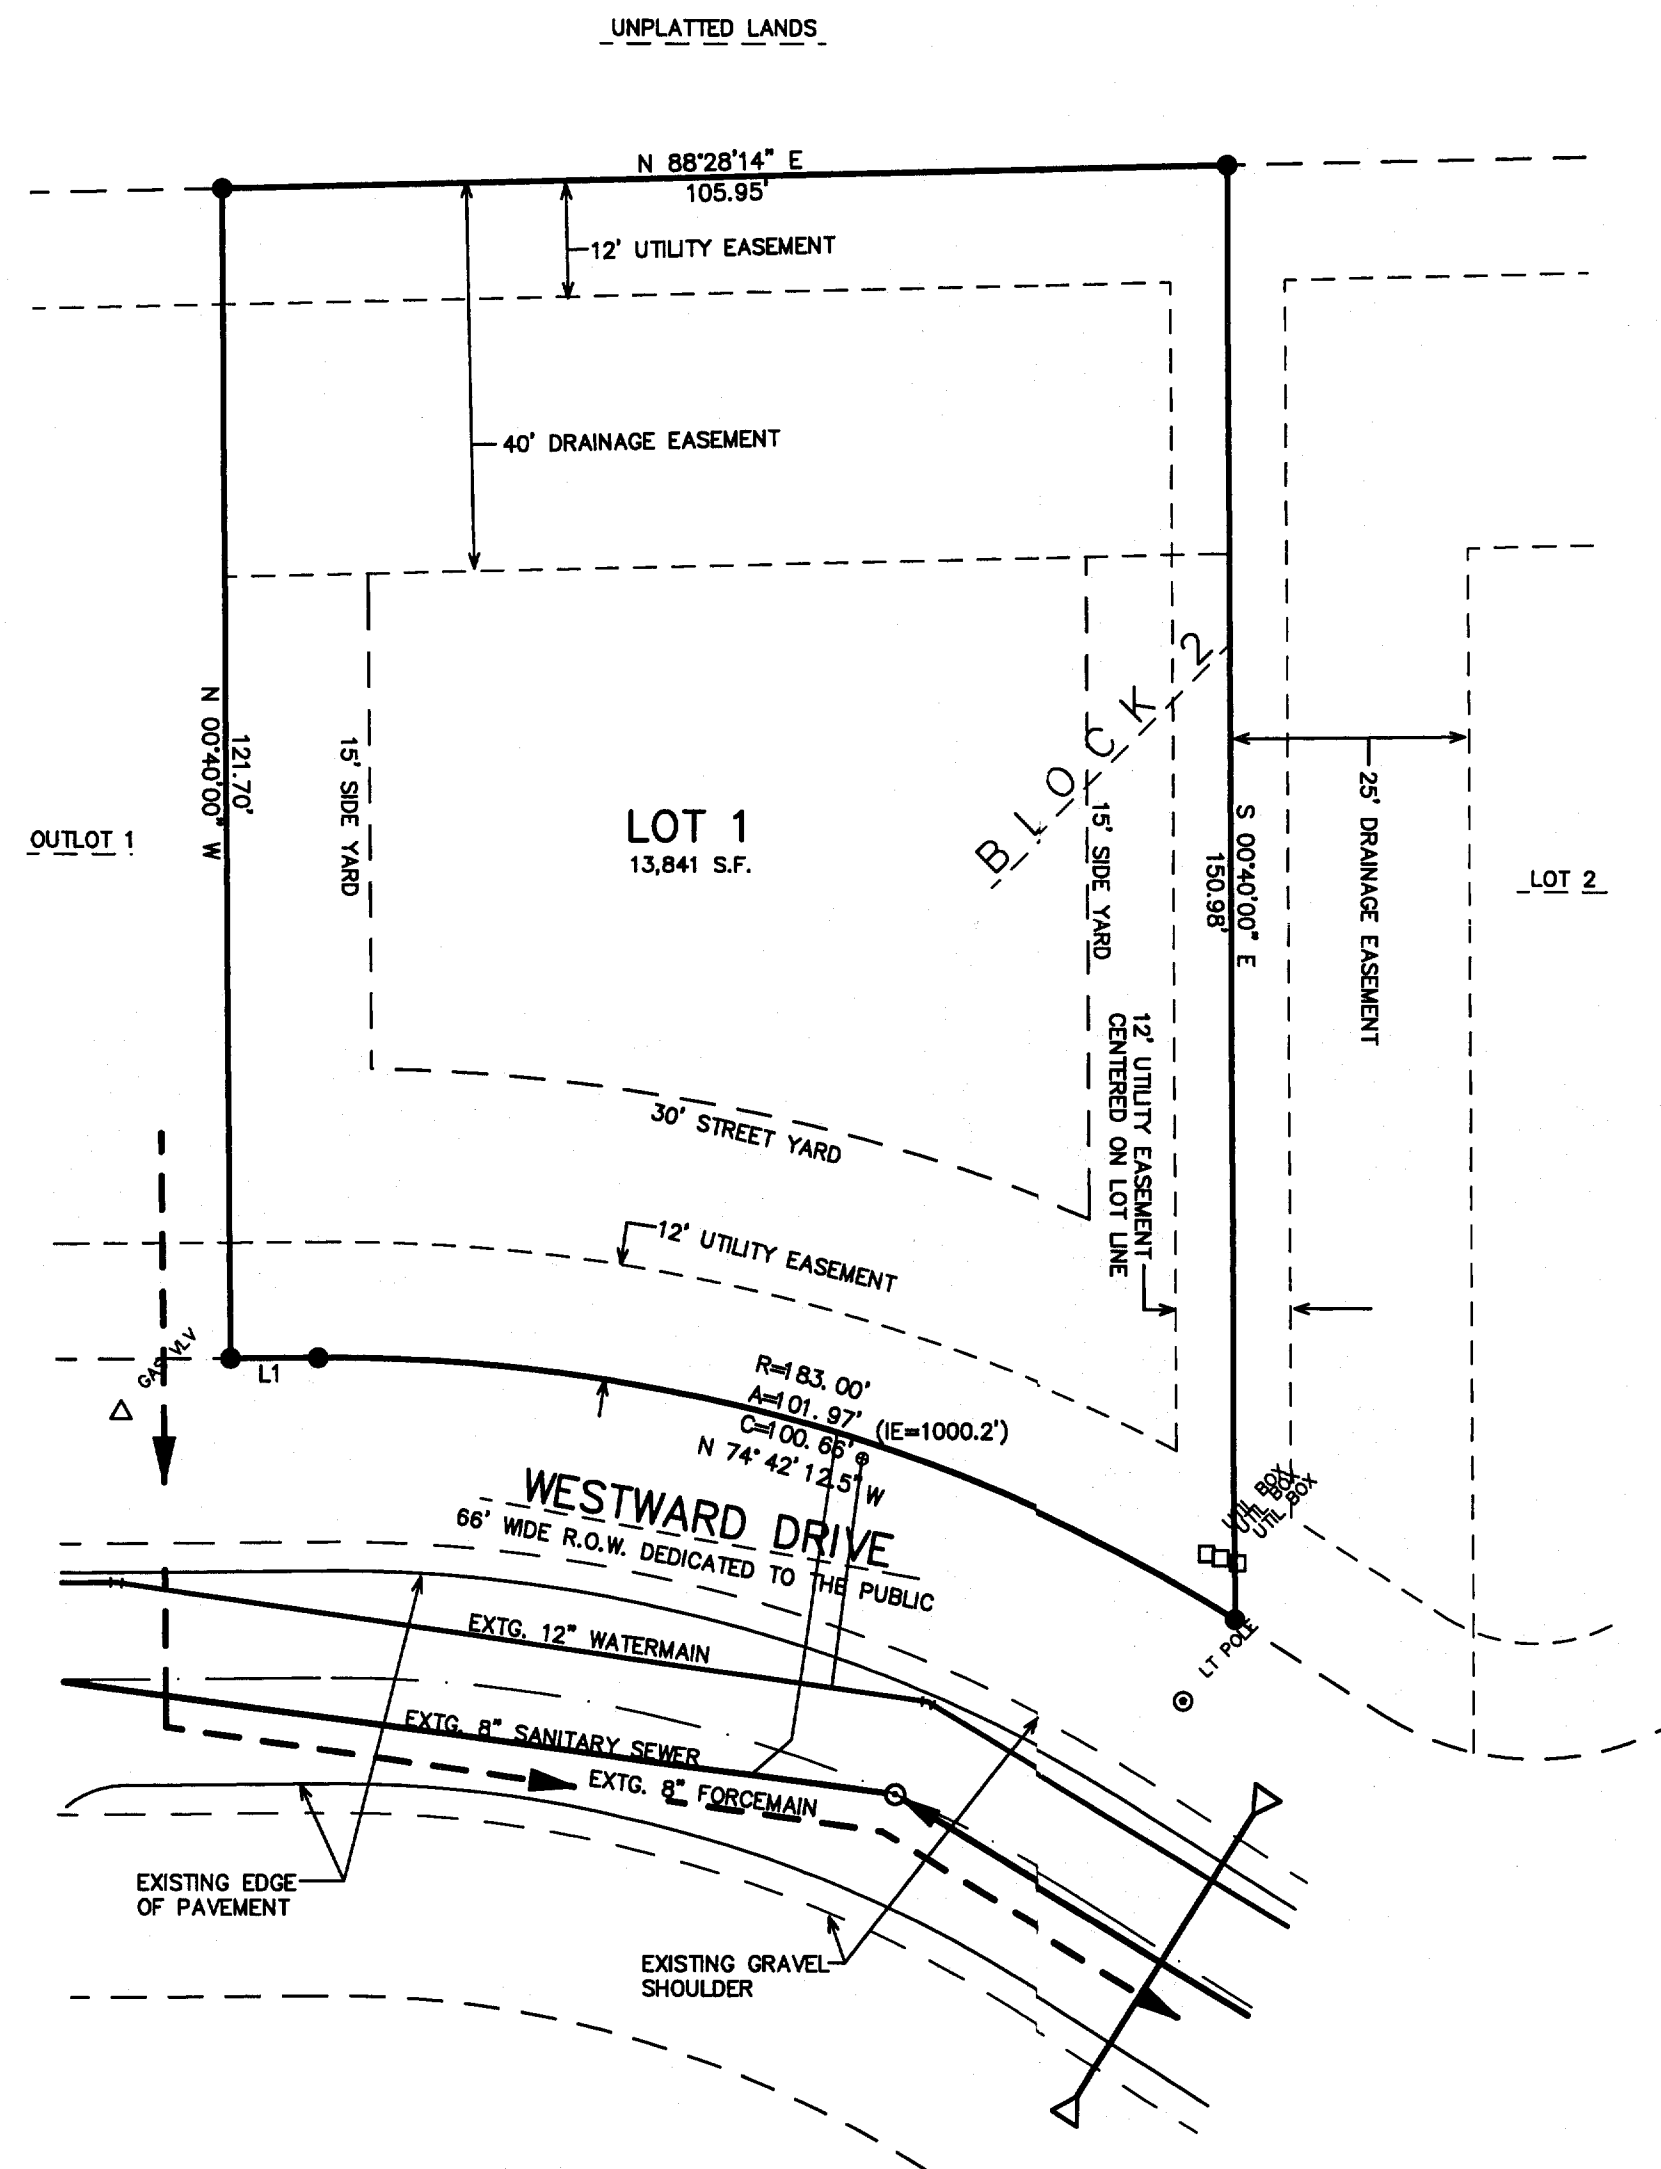 UNPLATTED LANDS
N 88°28'14" E
105.95'
12' UTILITY EASEMENT
40' DRAINAGE EASEMENT
N 00°40'00" W
121.70'
15' SIDE YARD
OUTLOT 1
LOT 1
13,841 S.F.
BLOCK 2
15' SIDE YARD
S 00°40'00" E
150.98'
25' DRAINAGE EASEMENT
LOT 2
12' UTILITY EASEMENT
CENTERED ON LOT LINE
30' STREET YARD
12' UTILITY EASEMENT
GAS VLV
L1
R=183.00'
A=101.97'
(IE=1000.2')
C=100.66'
N 74°42'12.5" W
UTIL BOX
UTIL BOX
UTIL BOX
WESTWARD DRIVE
66' WIDE R.O.W. DEDICATED TO THE PUBLIC
LT POLE
EXTG. 12" WATERMAIN
EXTG. 8" SANITARY SEWER
EXTG. 8" FORCEMAIN
EXISTING EDGE
OF PAVEMENT
EXISTING GRAVEL
SHOULDER